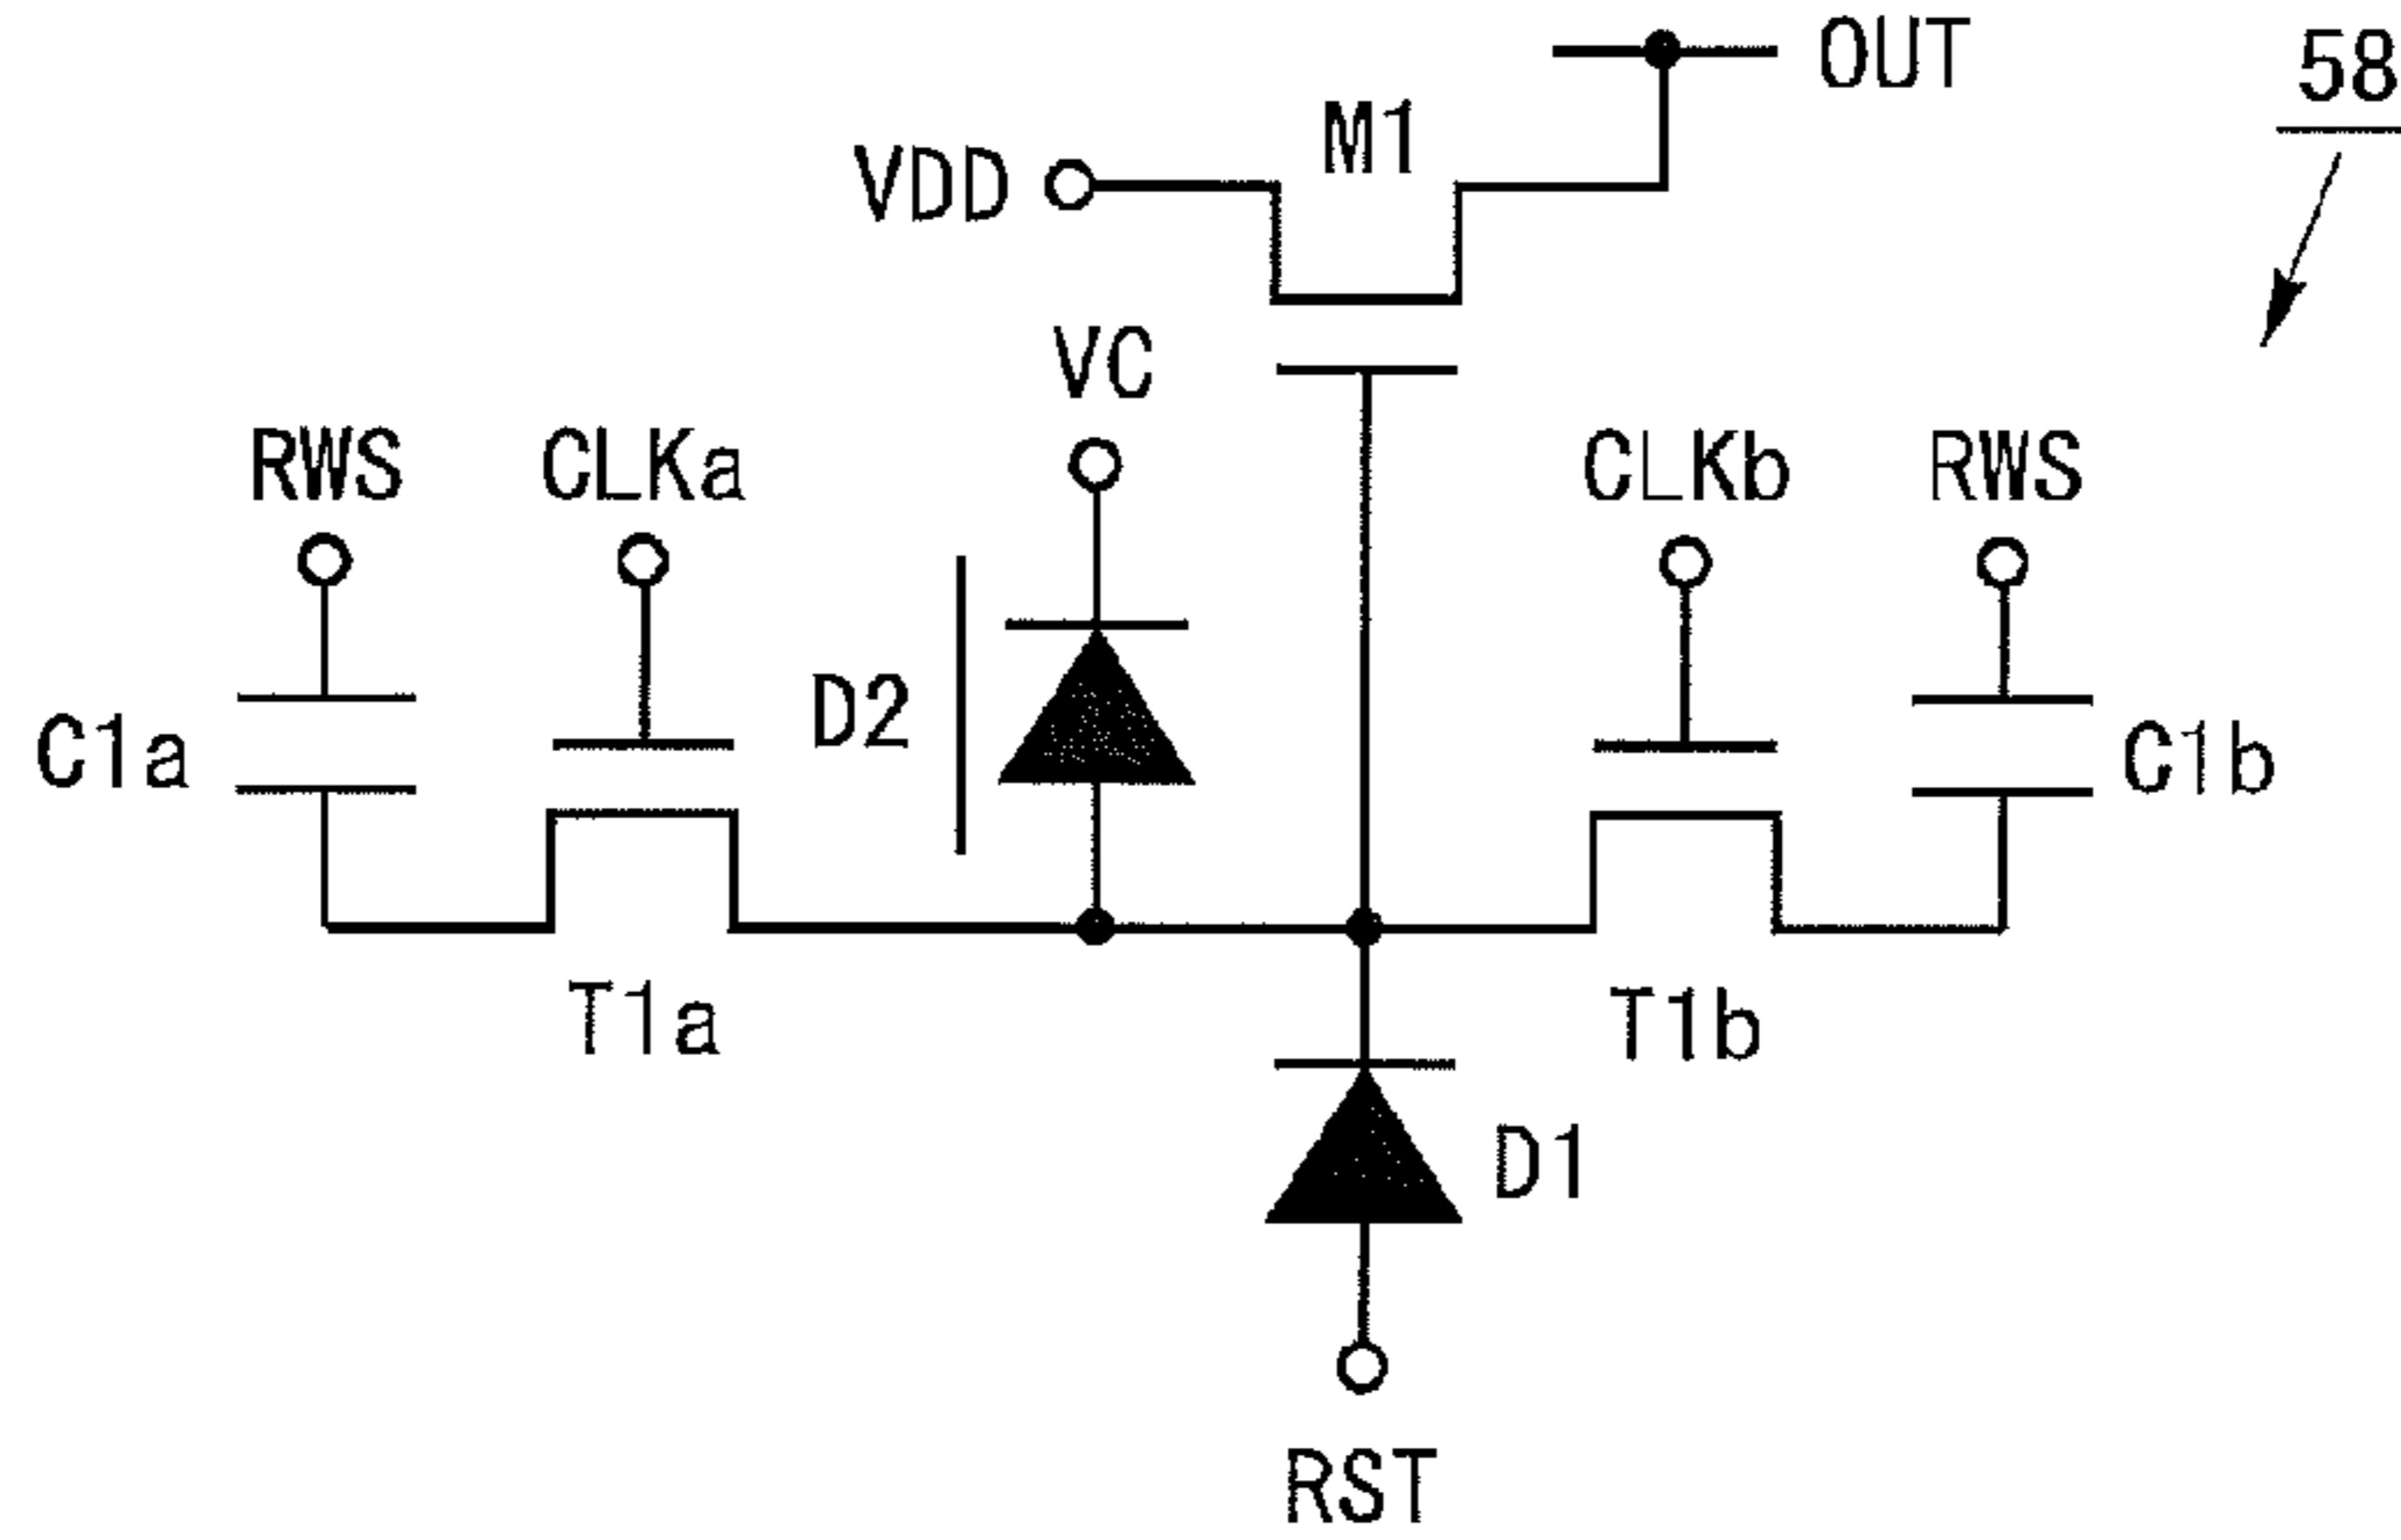 OUT
58
M1
VDD
VC
RWS
CLKa
CLKb
RWS
D2
C1a
C1b
T1a
T1b
D1
RST